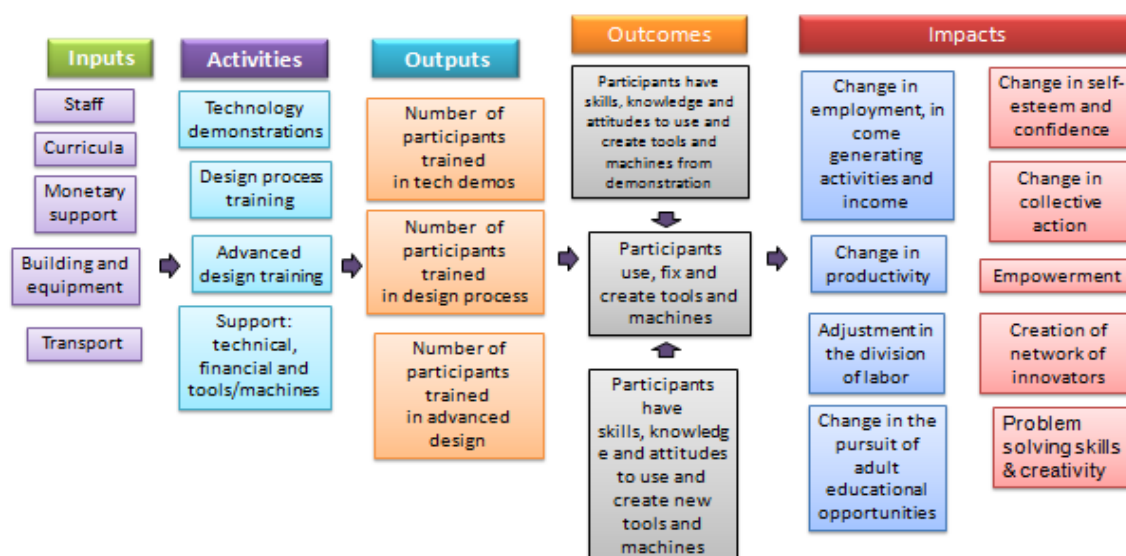 Inputs
Staff
Curricula
Monetary
support
Building and
equipment
Transport
Activities
Technology
demonstrations
Design process
training
Advanced
design training
Support:
technical,
financial and
tools/machines
Outputs
Number of
participants
trained
in tech demos
Number of
participants
trained
in design process
Number of
participants
trained
in advanced
design
Outcomes
Participants have
skills, knowledge and
attitudes to use and
create tools and
machines from
demonstration
Participants
use, fix and
create tools and
machines
Participants
have
skills, knowledg
e and attitudes
to use and
create new
tools and
machines
Impacts
Change in
employment, in
come
generating
activities and
income
Change in
productivity
Adjustment in
the division
of labor
Change in the
pursuit of
adult
educational
opportunities
Change in self-
esteem and
confidence
Change in
collective
action
Empowerment
Creation of
network of
innovators
Problem
solving skills
& creativity